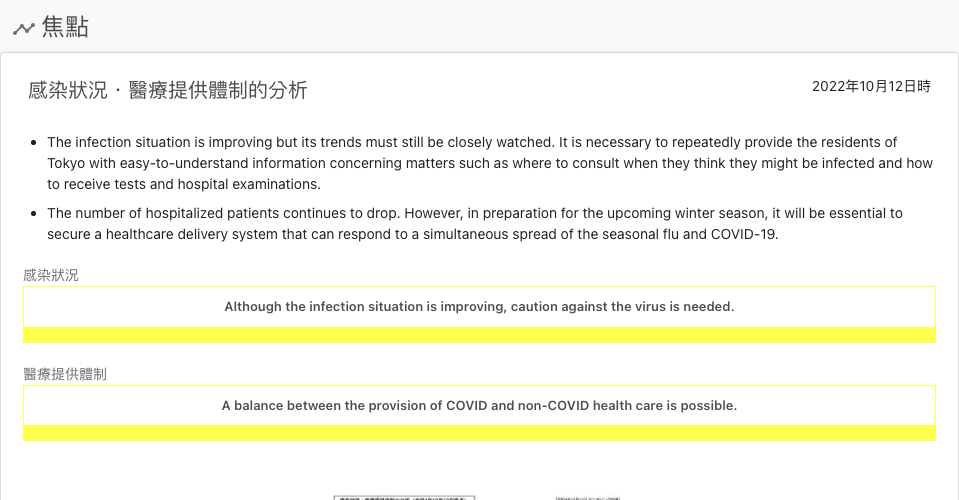 焦點
感染狀況・醫療提供體制的分析
2022年10月12日時
The infection situation is improving but its trends must still be closely watched. It is necessary to repeatedly provide the residents of
Tokyo with easy-to-understand information concerning matters such as where to consult when they think they might be infected and how
to receive tests and hospital examinations.
The number of hospitalized patients continues to drop. However, in preparation for the upcoming winter season, it will be essential to
secure a healthcare delivery system that can respond to a simultaneous spread of the seasonal flu and COVID-19.
感染狀況
Although the infection situation is improving, caution against the virus is needed.
醫療提供體制
A balance between the provision of COVID and non-COVID health care is possible.